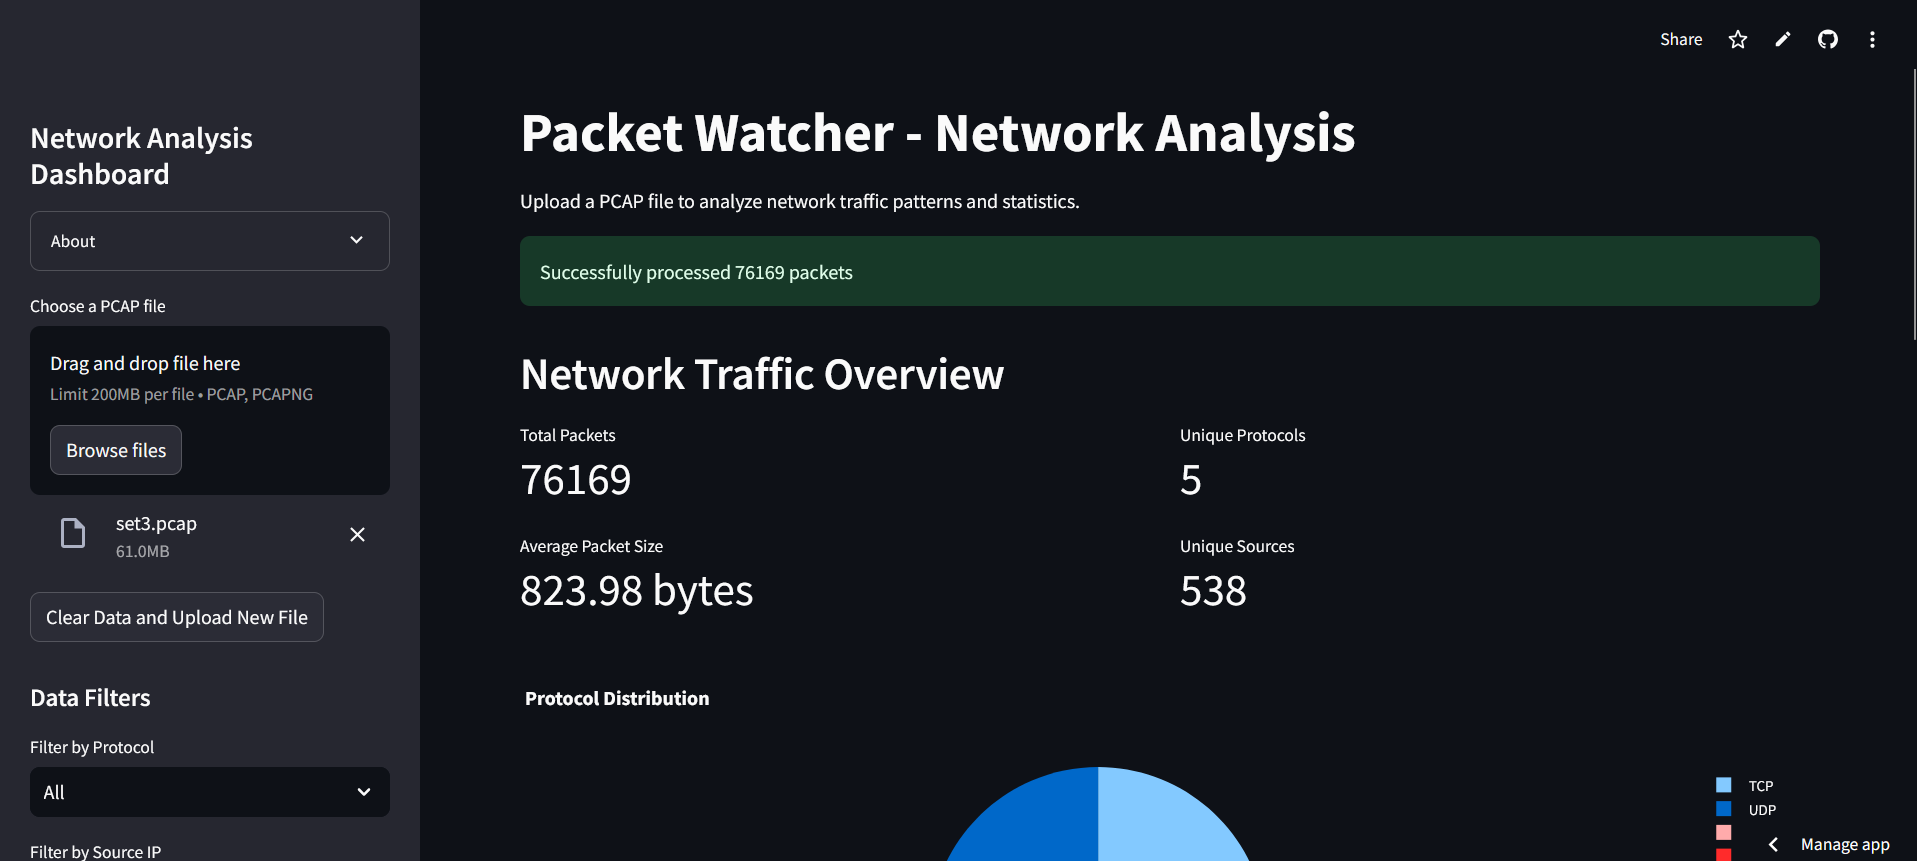 Network Analysis
Dashboard
About
Choose a PCAP file
Drag and drop file here
Limit 200MB per file • PCAP, PCAPNG
Browse files
set3.pcap
61.0MB
Clear Data and Upload New File
Data Filters
Filter by Protocol
All
Filter by Source IP
Share
Packet Watcher - Network Analysis
Upload a PCAP file to analyze network traffic patterns and statistics.
Successfully processed 76169 packets
Network Traffic Overview
Total Packets
76169
Unique Protocols
5
Average Packet Size
823.98 bytes
Unique Sources
538
Protocol Distribution
TCP
UDP
Manage app